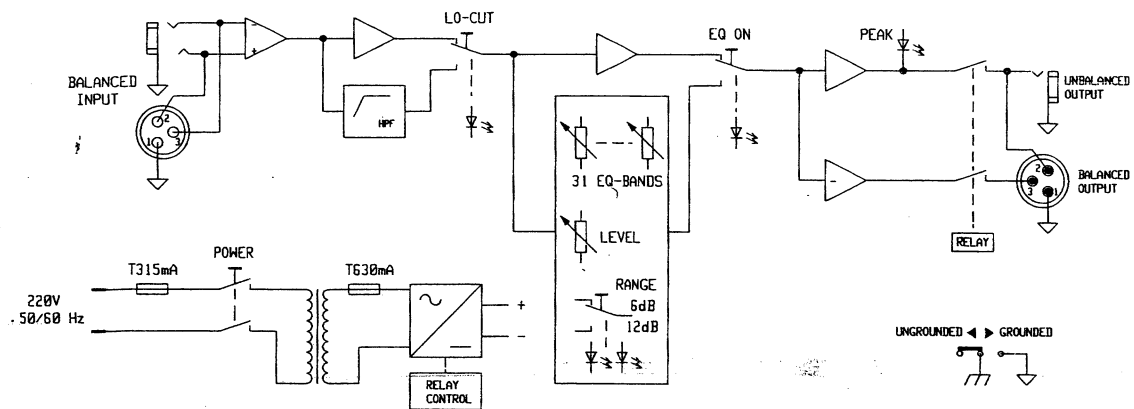 LO-CUT
EQ ON
PEAK
BALANCED
INPUT
UNBALANCED
OUTPUT
-
+
HPF
2
3
1
31 EQ-BANDS
-
2
3
1
BALANCED
OUTPUT
LEVEL
RELAY
POWER
T315mA
T630mA
RANGE
6dB
12dB
220V
50/60 Hz
+
-
RELAY
CONTROL
UNGROUNDED ◄ ► GROUNDED